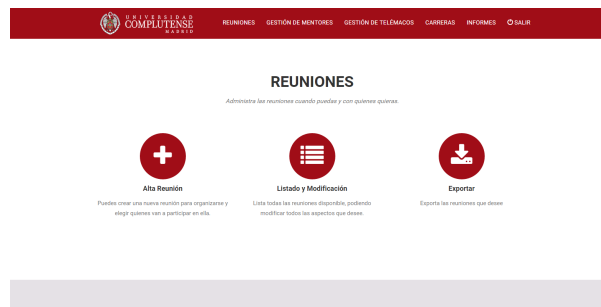 UNIVERSIDAD
COMPLUTENSE
MADRID
REUNIONES GESTIÓN DE MENTORES GESTIÓN DE TELÉMACOS CARRERAS INFORMES SALIR
REUNIONES
Administra las reuniones cuando puedas y con quienes quieras.
Alta Reunión
Puedes crear una nueva reunión para organizarse y
elegir quienes van a participar en ella.
Listado y Modificación
Lista todas las reuniones disponible, podiendo
modificar todos las aspectos que desee.
Exportar
Exporta las reuniones que desee